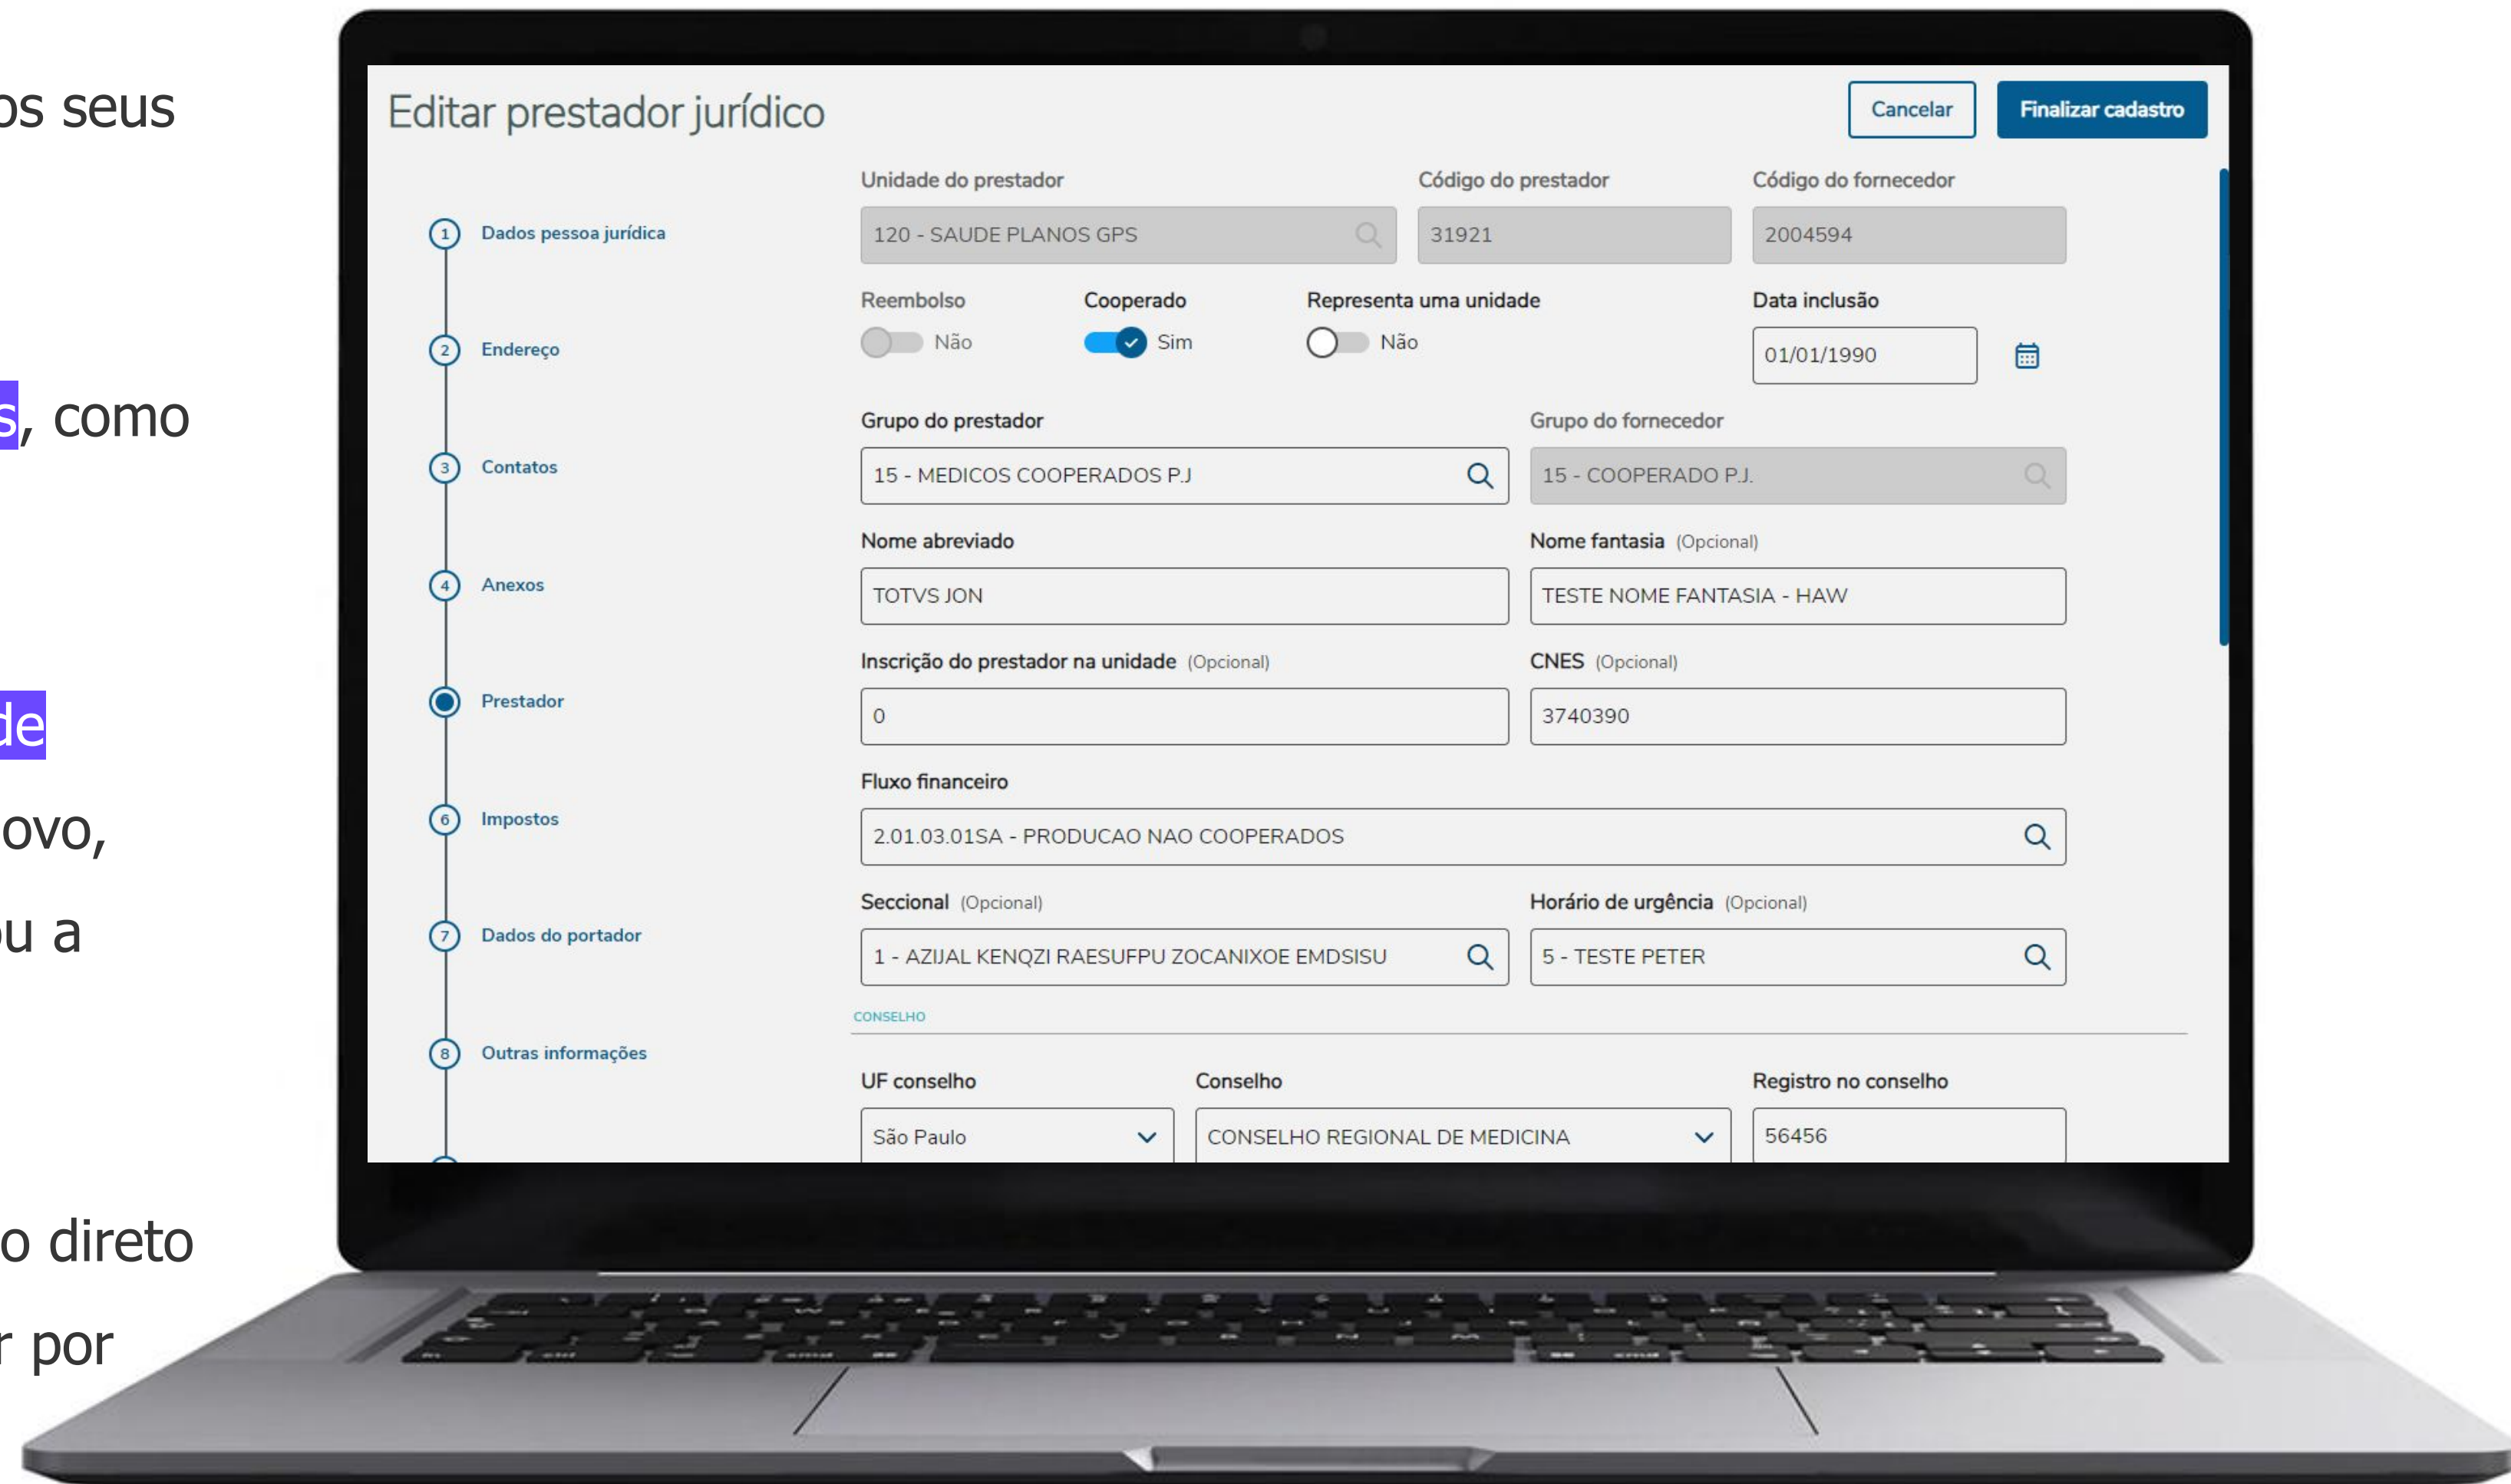 os seus
s, como
de
ovo,
ou a
o direto
r por
Editar prestador jurídico
Cancelar
Finalizar cadastro
1 Dados pessoa jurídica
2 Endereço
3 Contatos
4 Anexos
Prestador
6 Impostos
7 Dados do portador
8 Outras informações
Unidade do prestador Código do prestador Código do fornecedor
120 - SAUDE PLANOS GPS 31921 2004594
Reembolso Cooperado Representa uma unidade Data inclusão
Não Sim Não 01/01/1990
Grupo do prestador Grupo do fornecedor
15 - MEDICOS COOPERADOS P.J 15 - COOPERADO P.J.
Nome abreviado Nome fantasia (Opcional)
TOTVS JON TESTE NOME FANTASIA - HAW
Inscrição do prestador na unidade (Opcional) CNES (Opcional)
0 3740390
Fluxo financeiro
2.01.03.01SA - PRODUCAO NAO COOPERADOS
Seccional (Opcional) Horário de urgência (Opcional)
1 - AZIJAL KENQZI RAESUFPU ZOCANIXOE EMDSISU 5 - TESTE PETER
CONSELHO
UF conselho Conselho Registro no conselho
São Paulo CONSELHO REGIONAL DE MEDICINA 56456